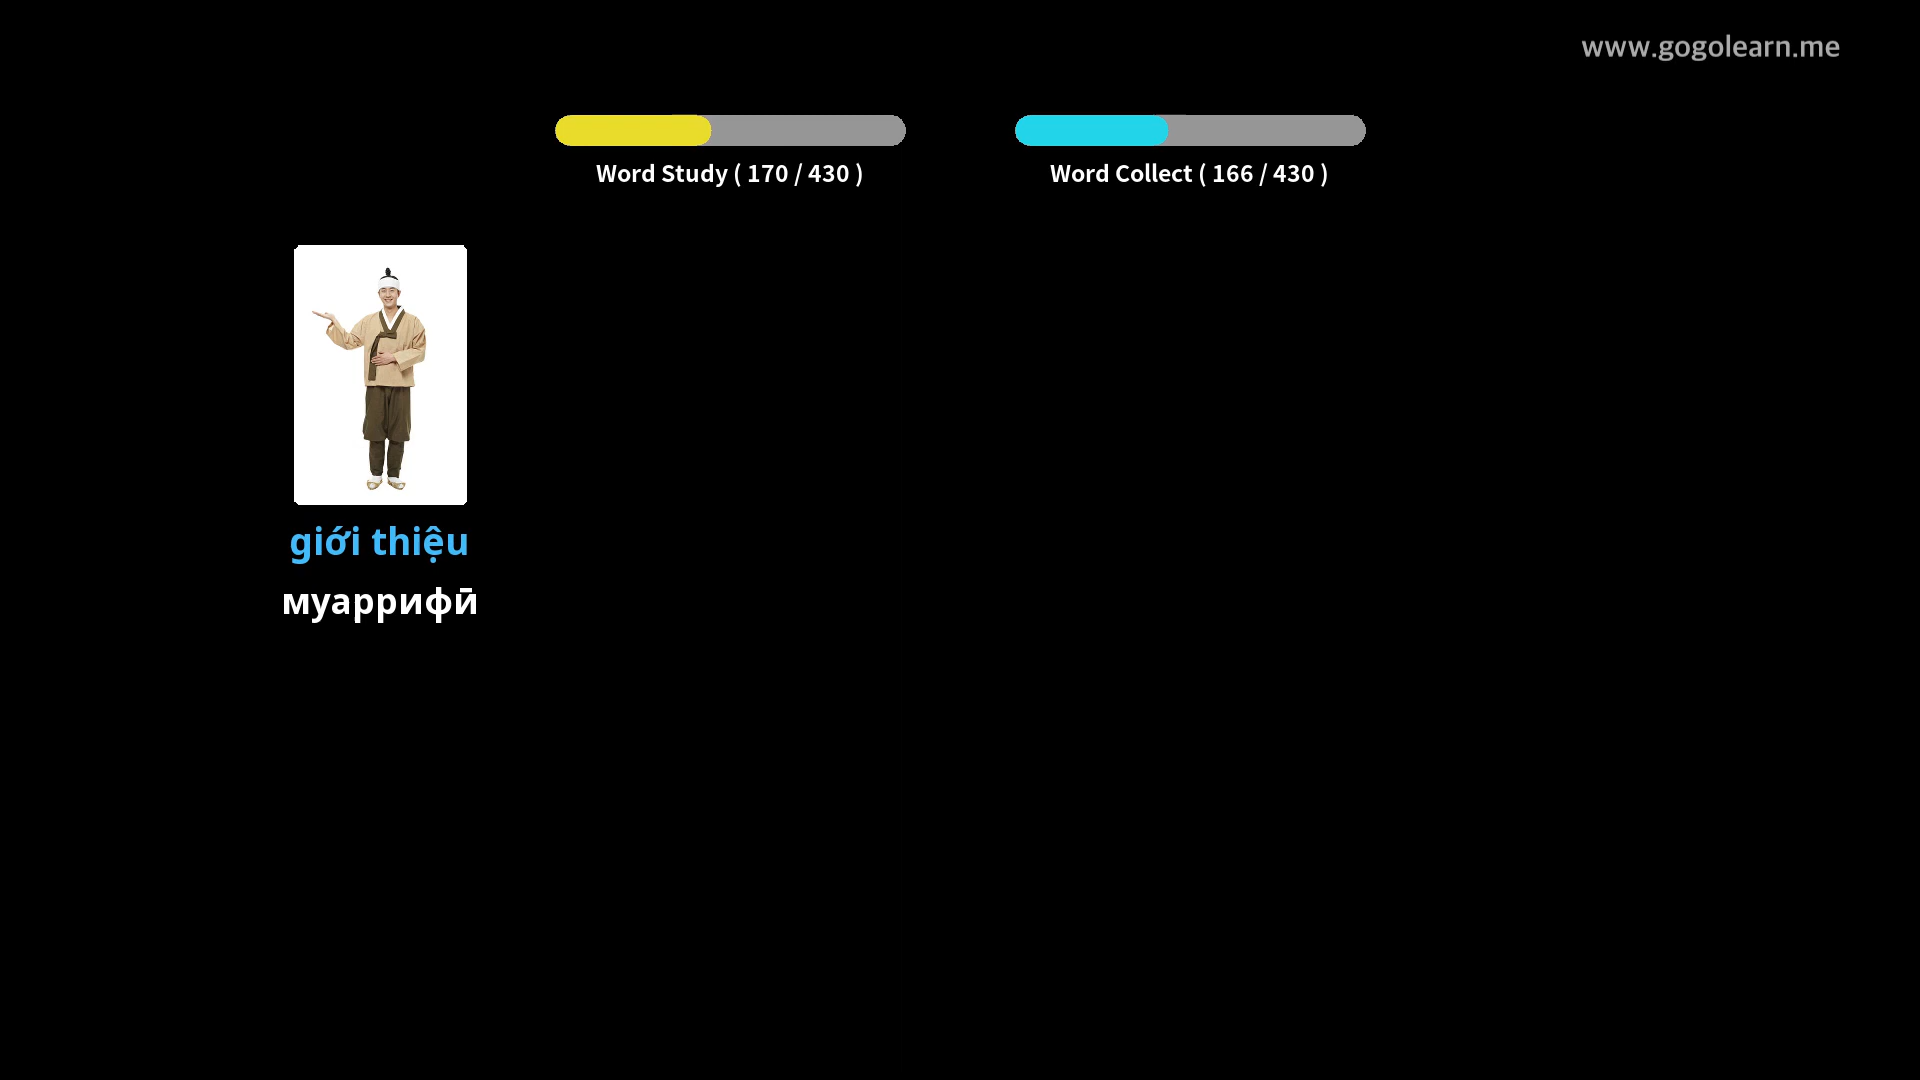 www.gogolearn.me
Word Study ( 170 / 430 )
Word Collect ( 166 / 430 )
giới thiệu
муаррифӣ